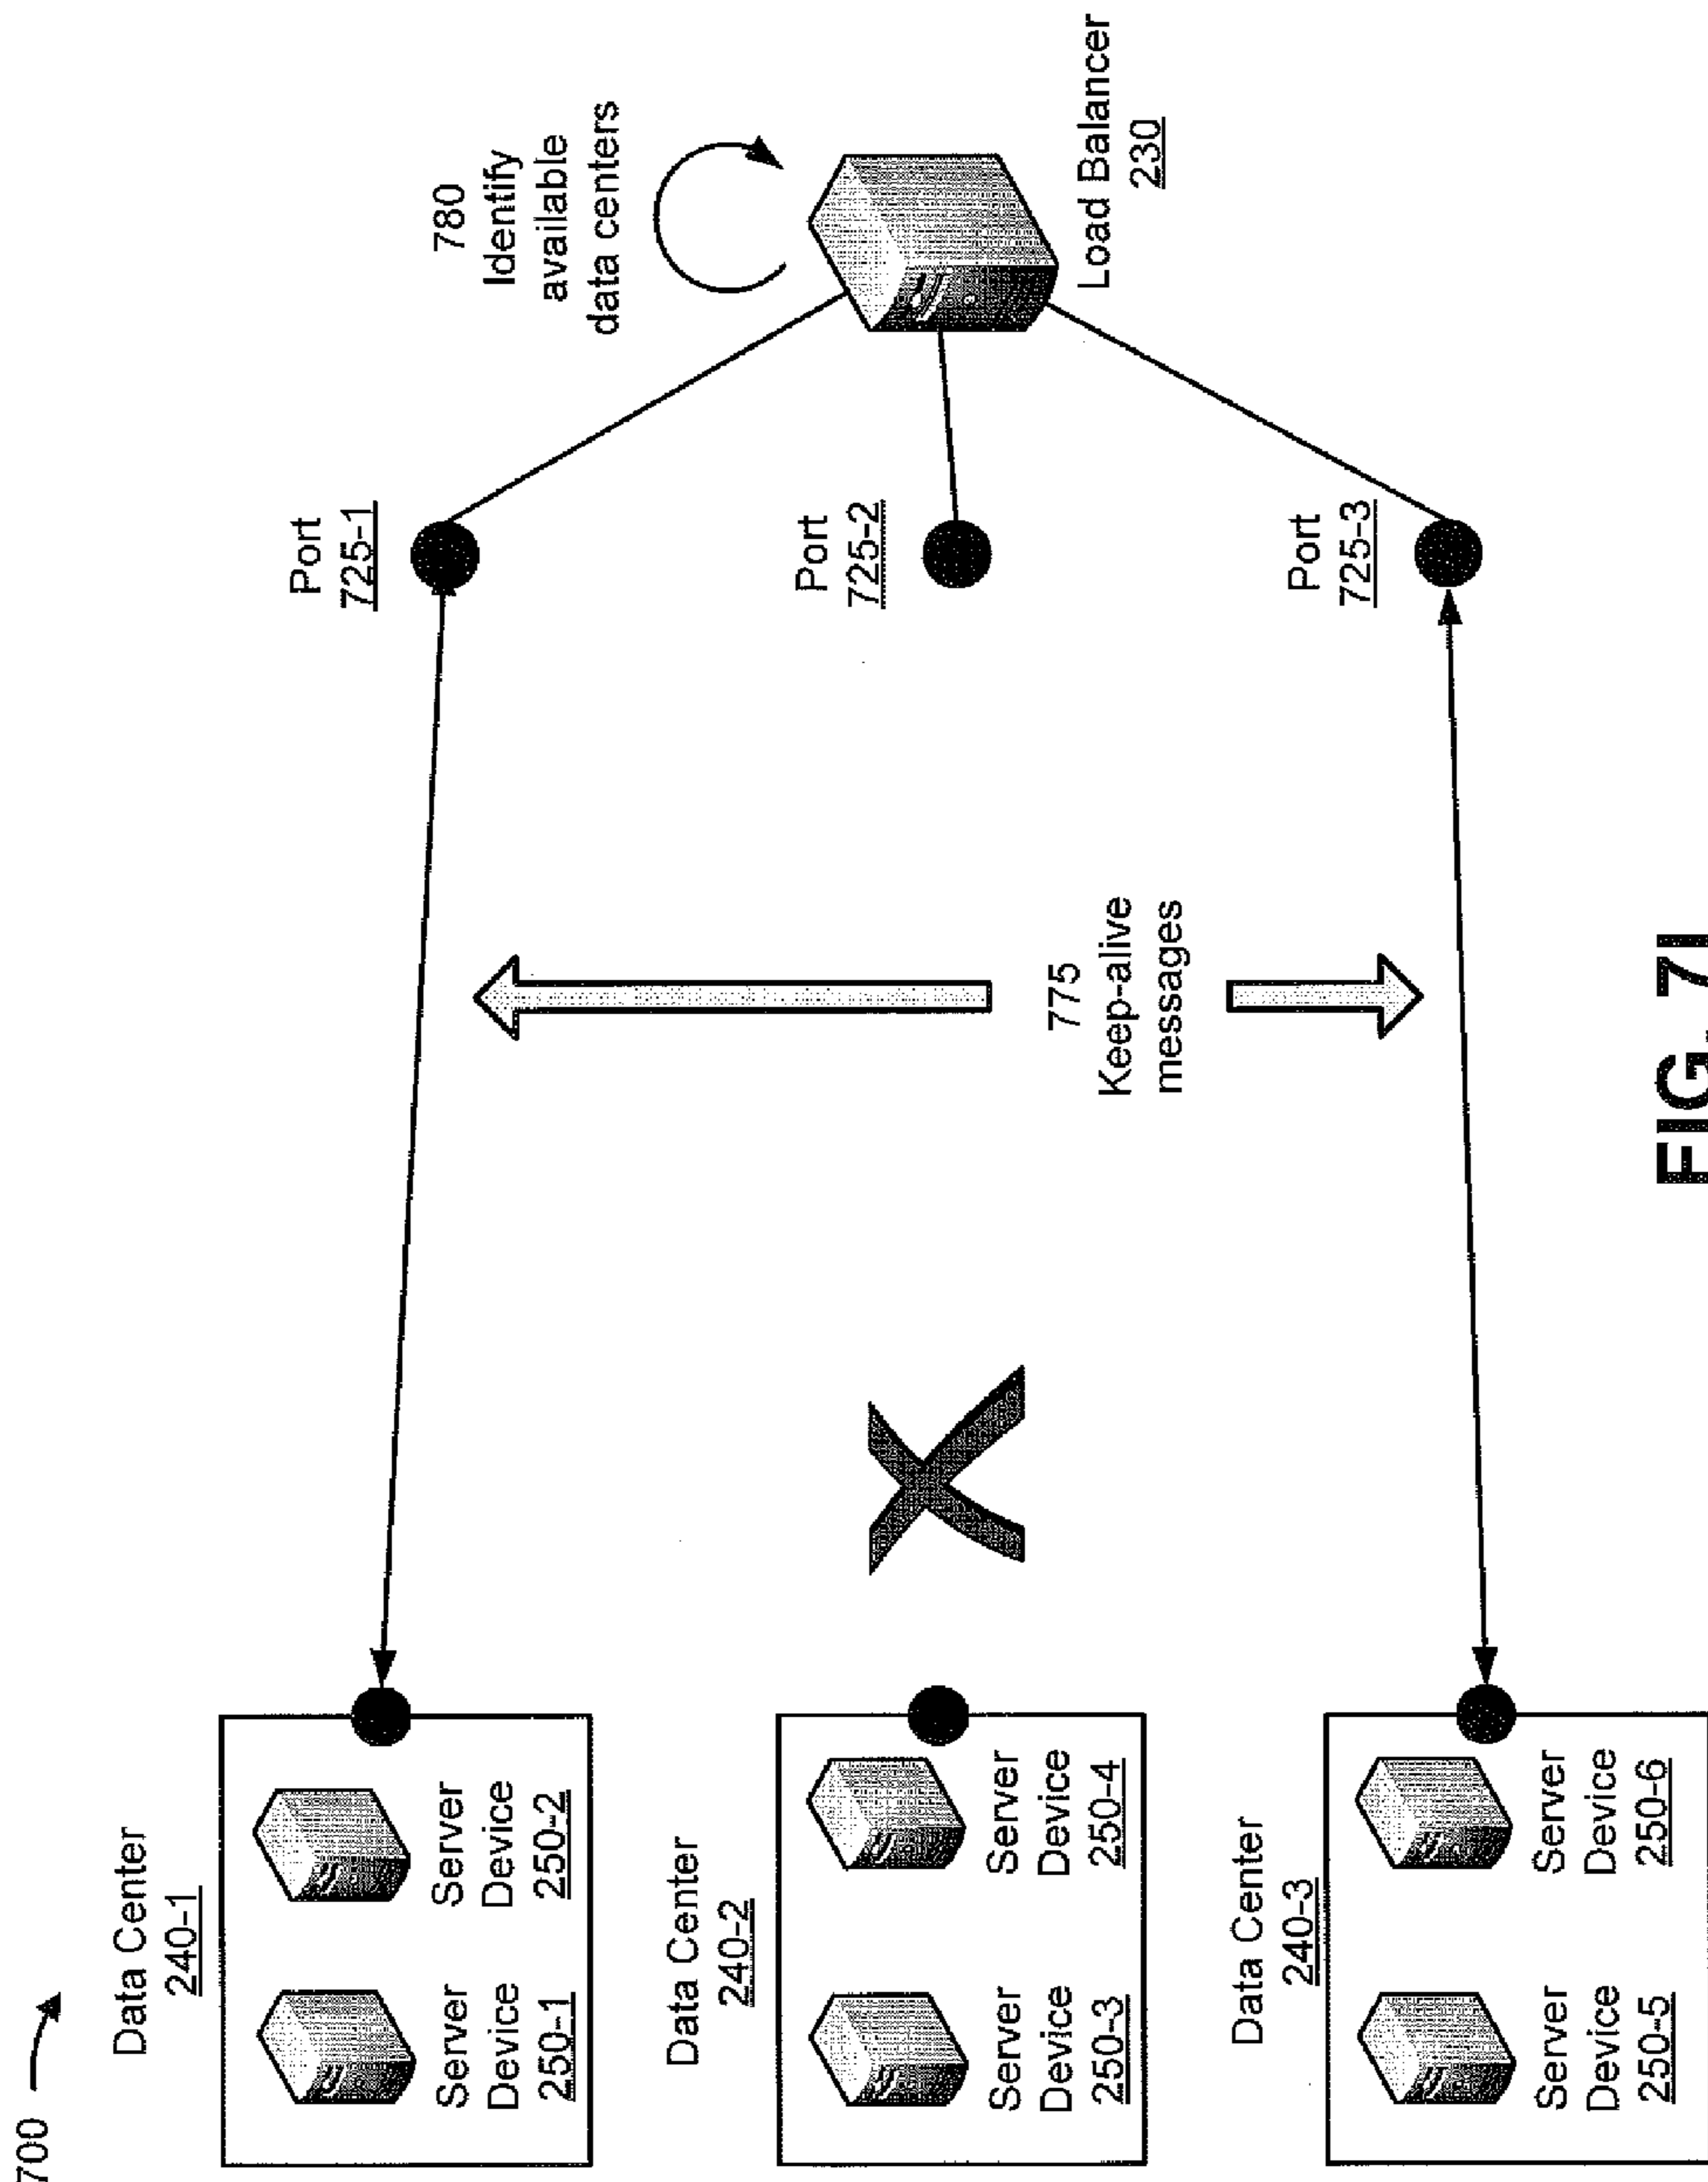 700
Data Center
240-1
Server
Device
250-1
Server
Device
250-2
Data Center
240-2
Server
Device
250-3
Server
Device
250-4
Data Center
240-3
Server
Device
250-5
Server
Device
250-6
775
Keep-alive
messages
Port
725-1
Port
725-2
Port
725-3
780
Identify
available
data centers
Load Balancer
230
FIG. 7I